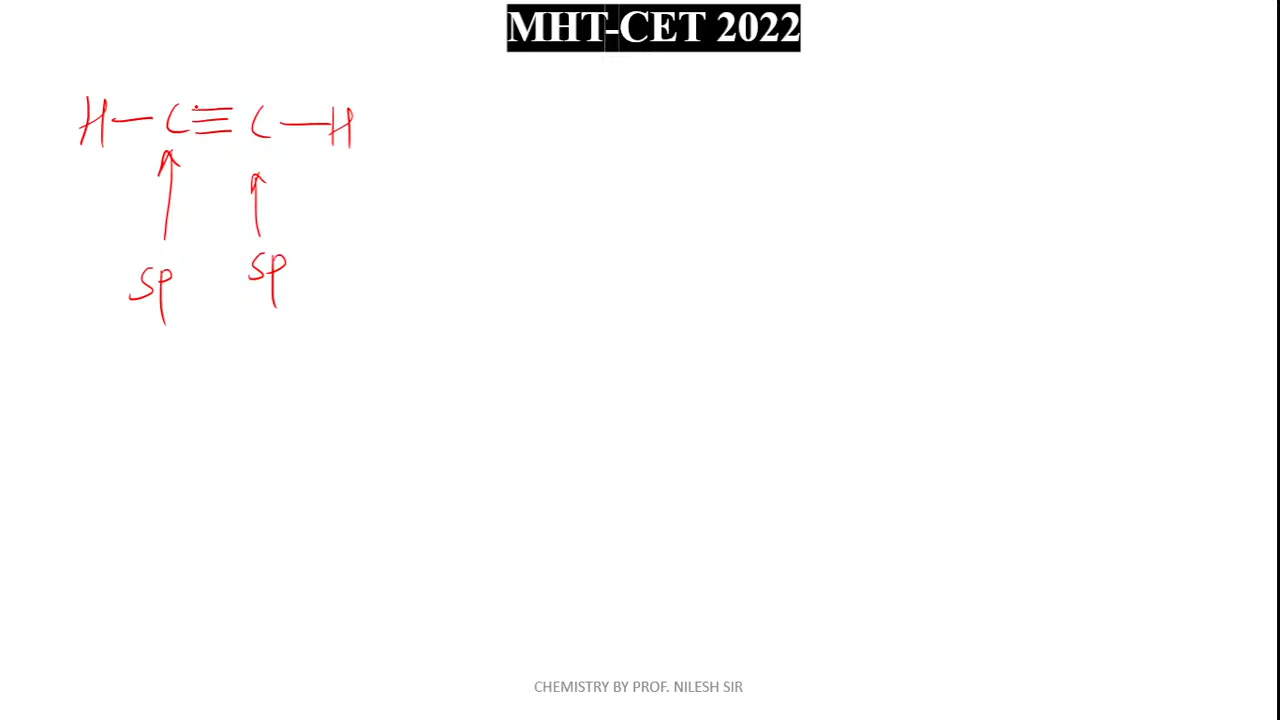 MHT-CET 2022
H-C≡C-H
sp sp
CHEMISTRY BY PROF. NILESH SIR